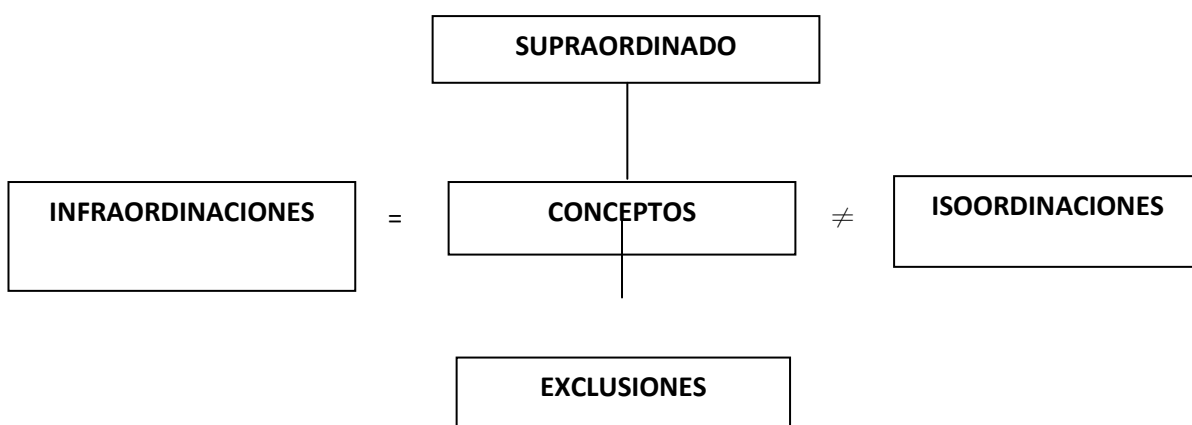 SUPRAORDINADO
INFRAORDINACIONES = CONCEPTOS ≠ ISOORDINACIONES
EXCLUSIONES